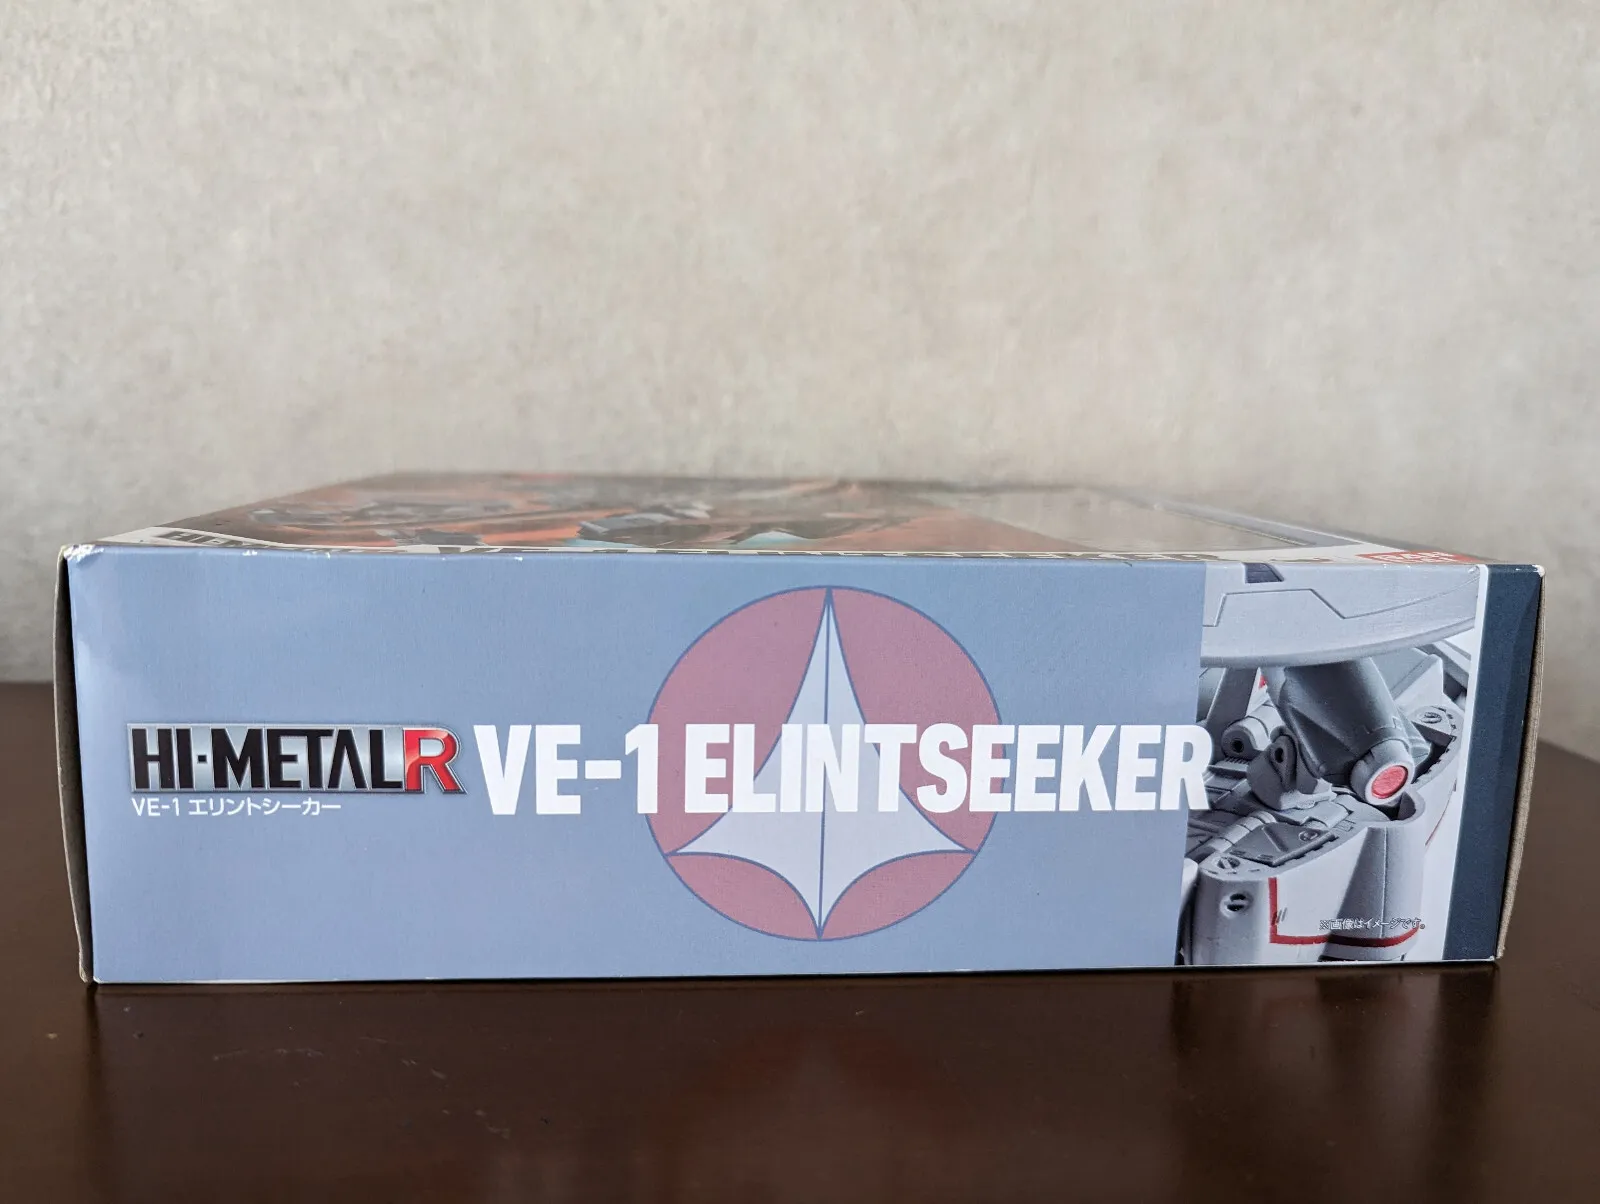 HI-METAL R
VE-1 エリントシーカー
VE-1 ELINTSEEKER
※画像はイメージです。